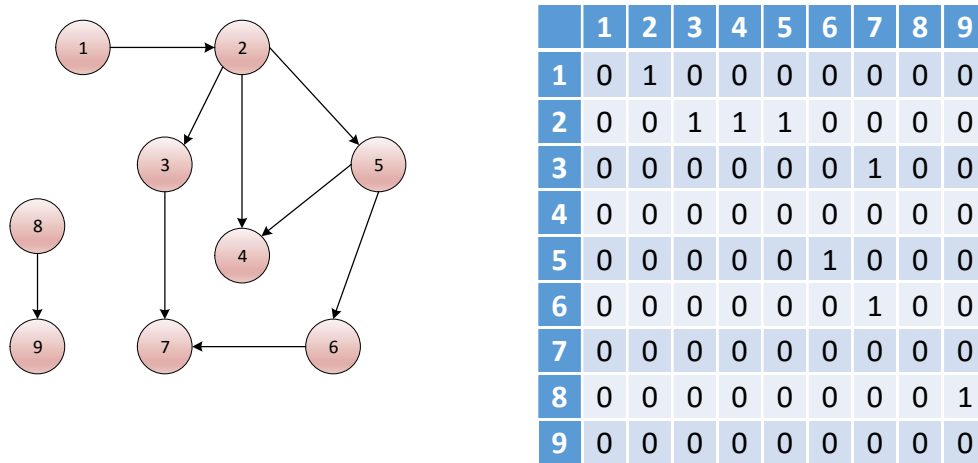 1 2
3 5
8
4
9 7 6
1 2 3 4 5 6 7 8 9
1 0 1 0 0 0 0 0 0 0
2 0 0 1 1 1 0 0 0 0
3 0 0 0 0 0 0 1 0 0
4 0 0 0 0 0 0 0 0 0
5 0 0 0 0 0 1 0 0 0
6 0 0 0 0 0 0 1 0 0
7 0 0 0 0 0 0 0 0 0
8 0 0 0 0 0 0 0 0 1
9 0 0 0 0 0 0 0 0 0